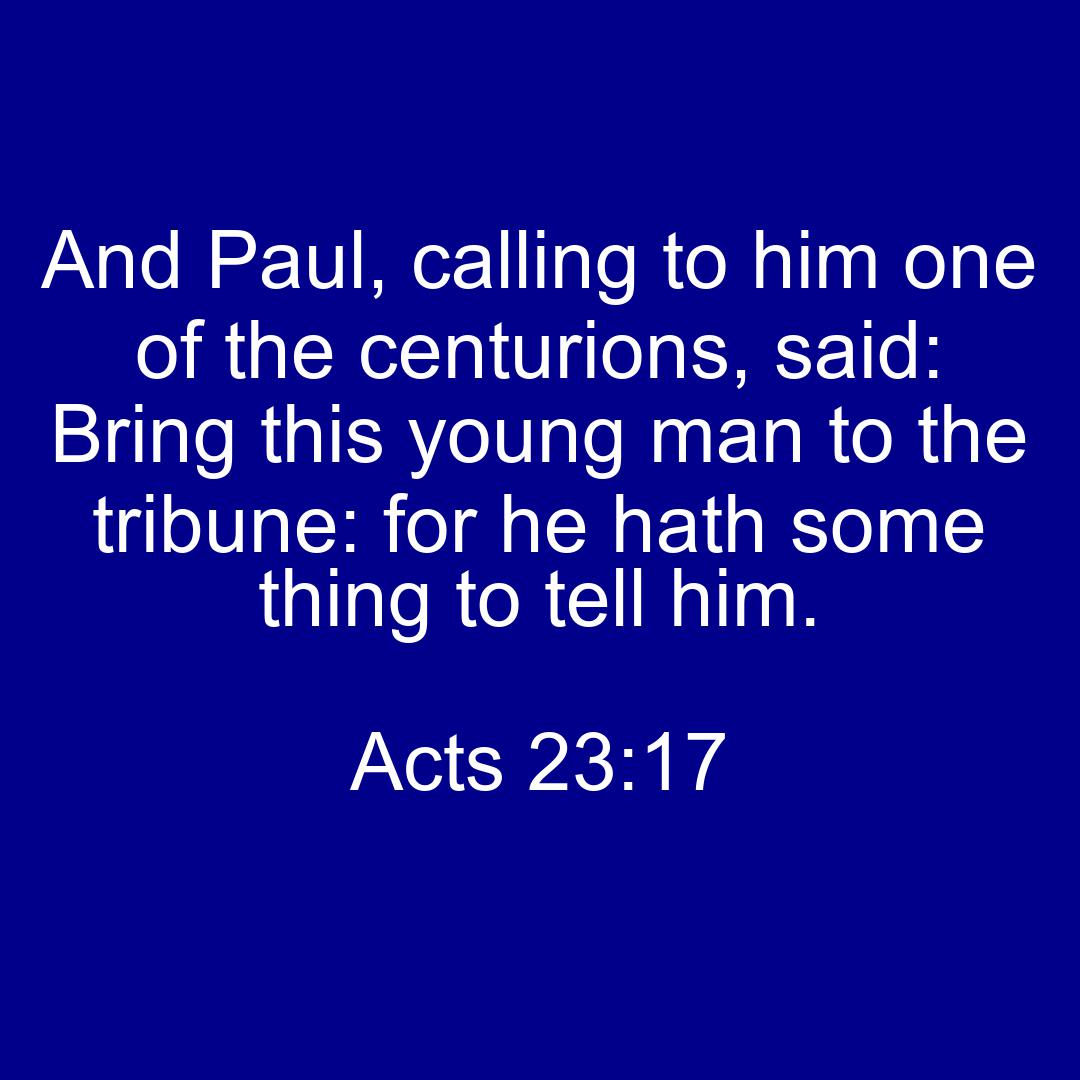 And Paul, calling to him one
of the centurions, said:
Bring this young man to the
tribune: for he hath some
thing to tell him.
Acts 23:17